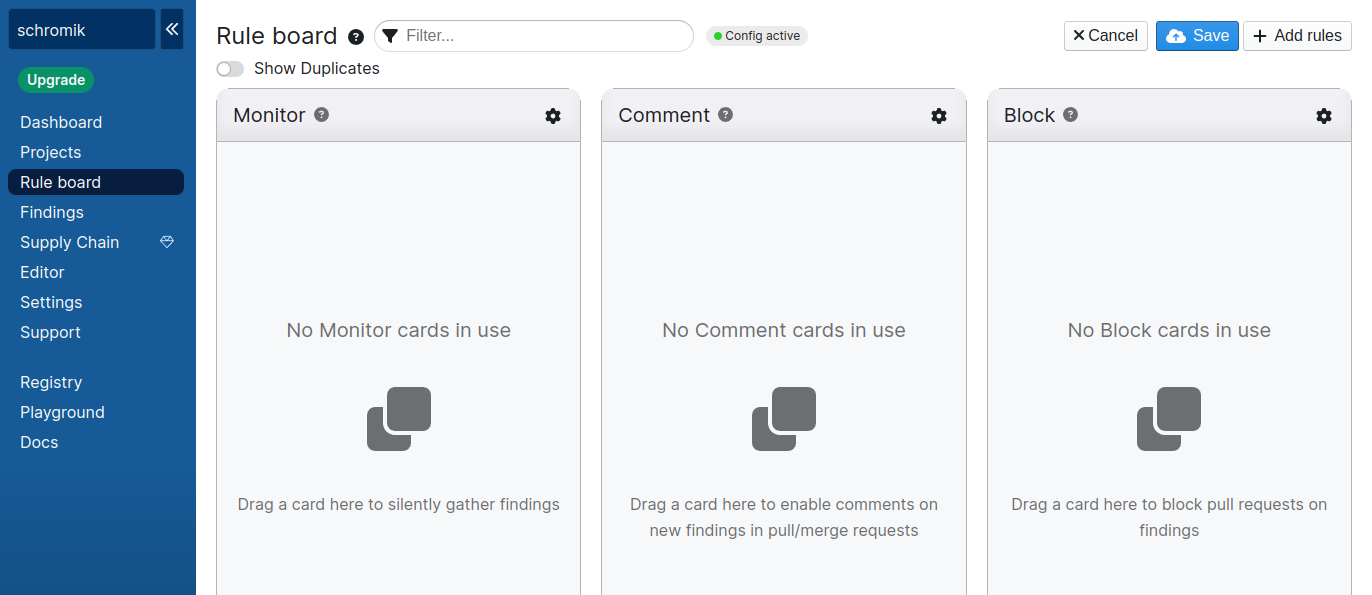 schromik
Upgrade
Dashboard
Projects
Rule board
Findings
Supply Chain
Editor
Settings
Support
Registry
Playground
Docs
Rule board ? Filter... Config active Cancel Save Add rules
Show Duplicates
Monitor ?
No Monitor cards in use
Drag a card here to silently gather findings
Comment ?
No Comment cards in use
Drag a card here to enable comments on
new findings in pull/merge requests
Block ?
No Block cards in use
Drag a card here to block pull requests on
findings